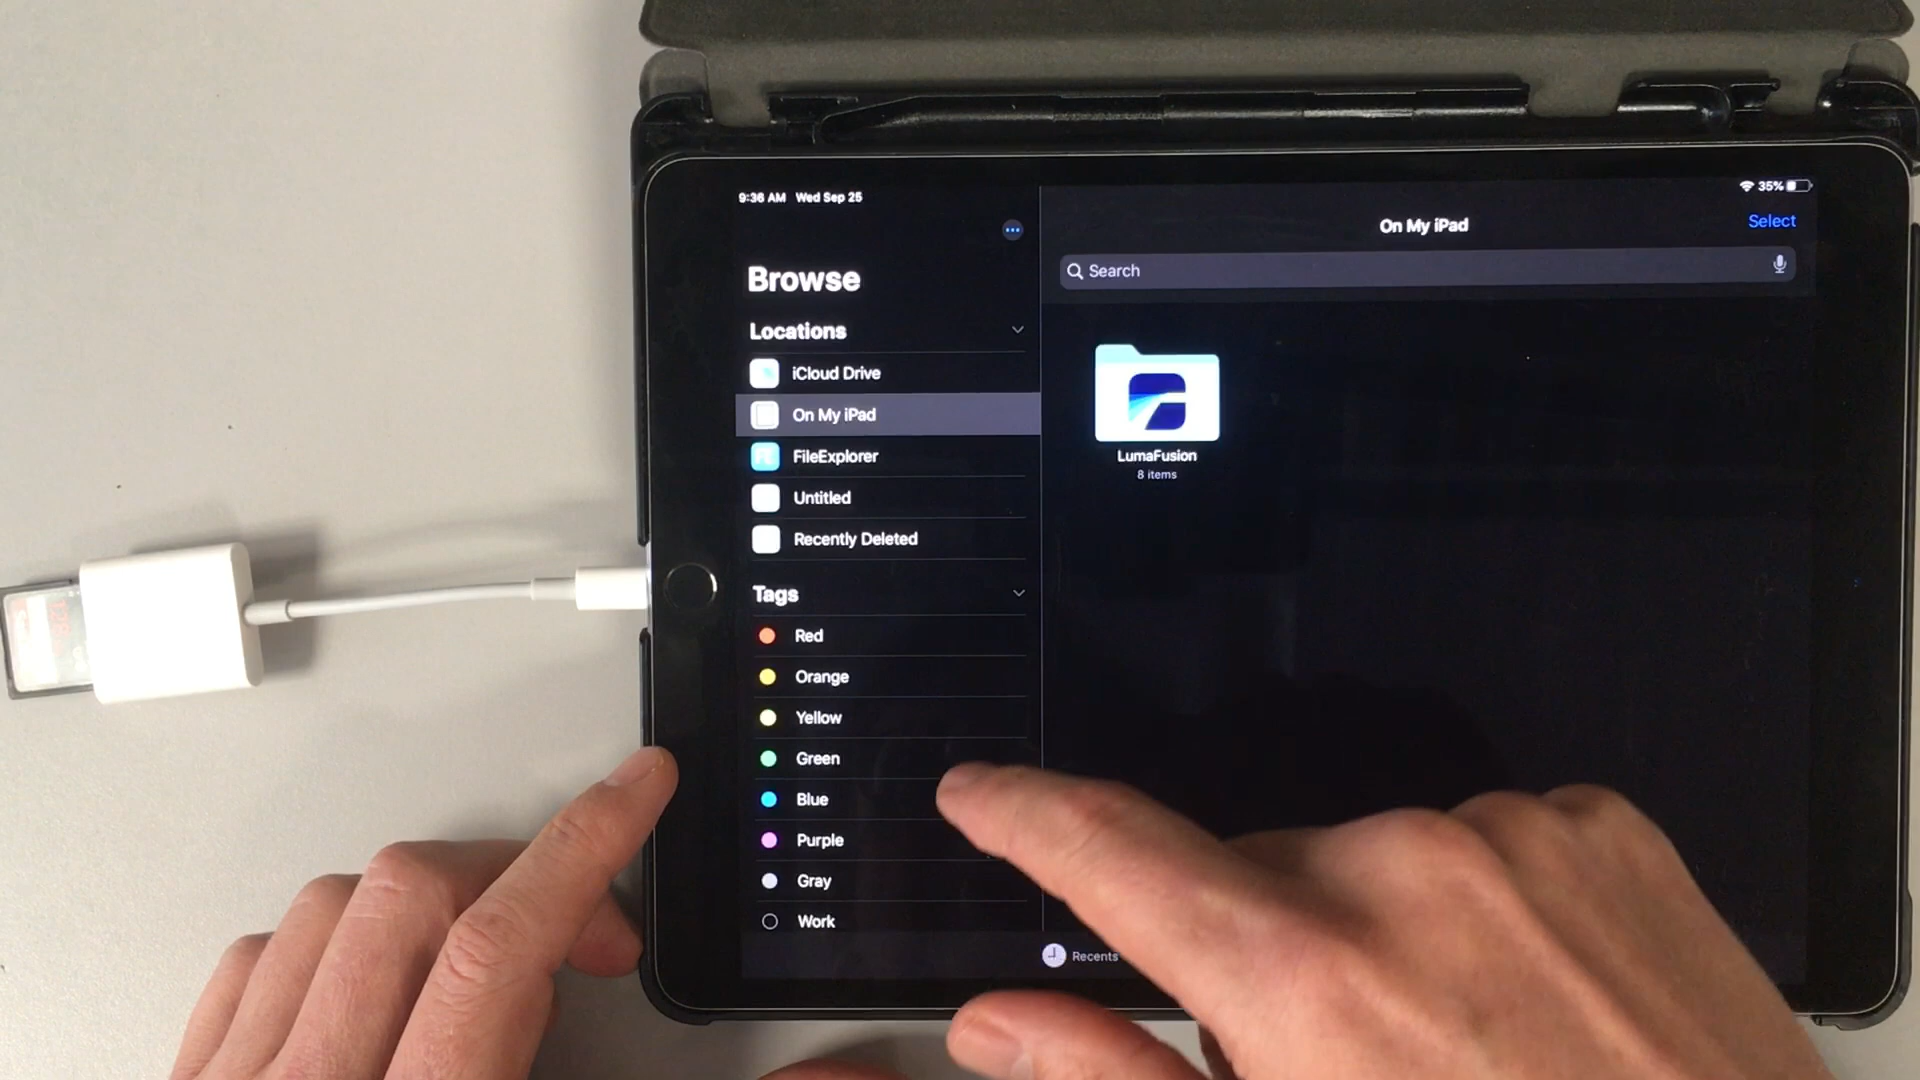 9:36 AM Wed Sep 25
35%
Browse
Locations
iCloud Drive
On My iPad
FileExplorer
Untitled
Recently Deleted
Tags
Red
Orange
Yellow
Green
Blue
Purple
Gray
Work
On My iPad
Select
Search
LumaFusion
8 items
Recents